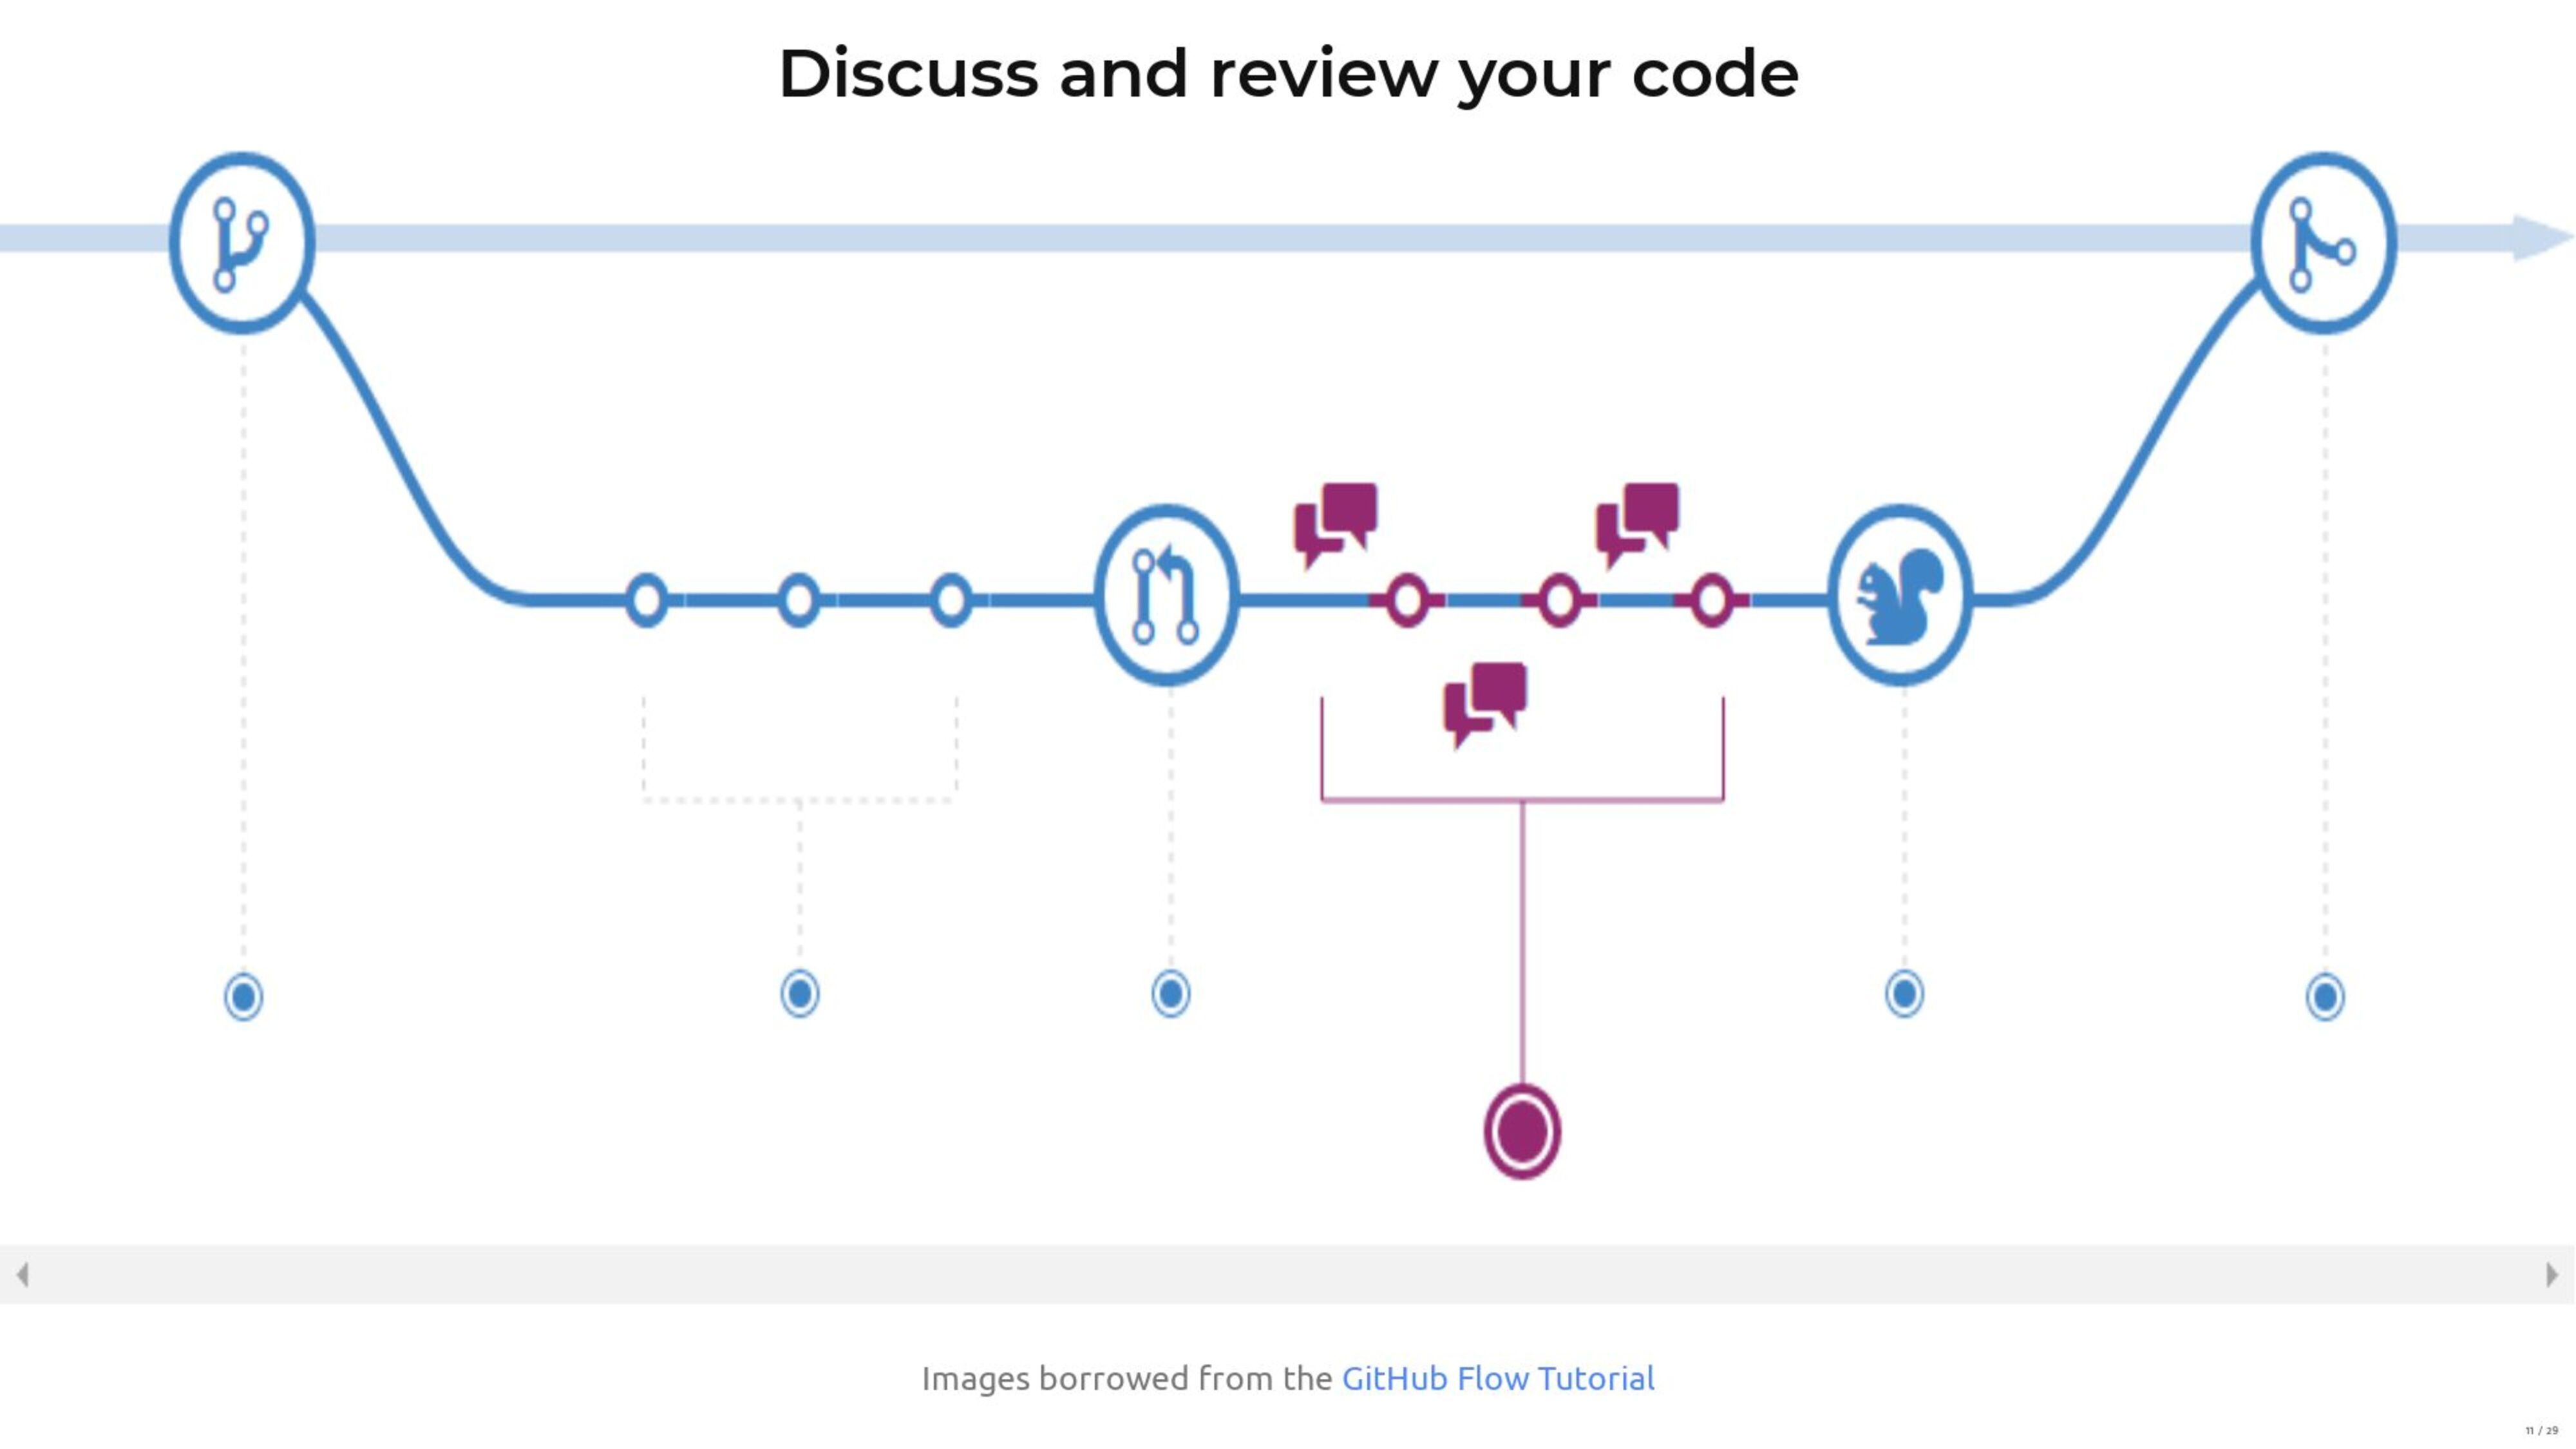 Discuss and review your code
Images borrowed from the GitHub Flow Tutorial
11 / 29